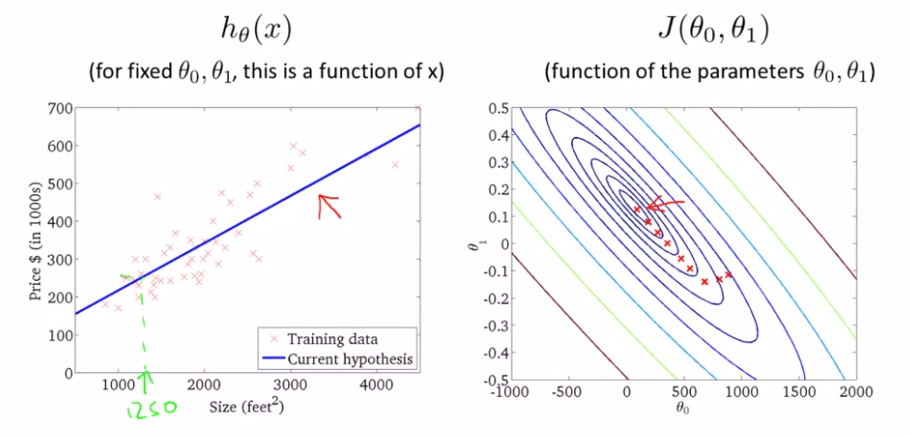 h_θ(x)
(for fixed θ₀, θ₁, this is a function of x)
700
600
500
400
300
200
100
0
Price $ (in 1000s)
1000 2000 3000 4000
Size (feet²)
Training data
Current hypothesis
1250
J(θ₀, θ₁)
(function of the parameters θ₀, θ₁)
0.5
0.4
0.3
0.2
0.1
0
-0.1
-0.2
-0.3
-0.4
-0.5
θ₁
-1000 -500 0 500 1000 1500 2000
θ₀